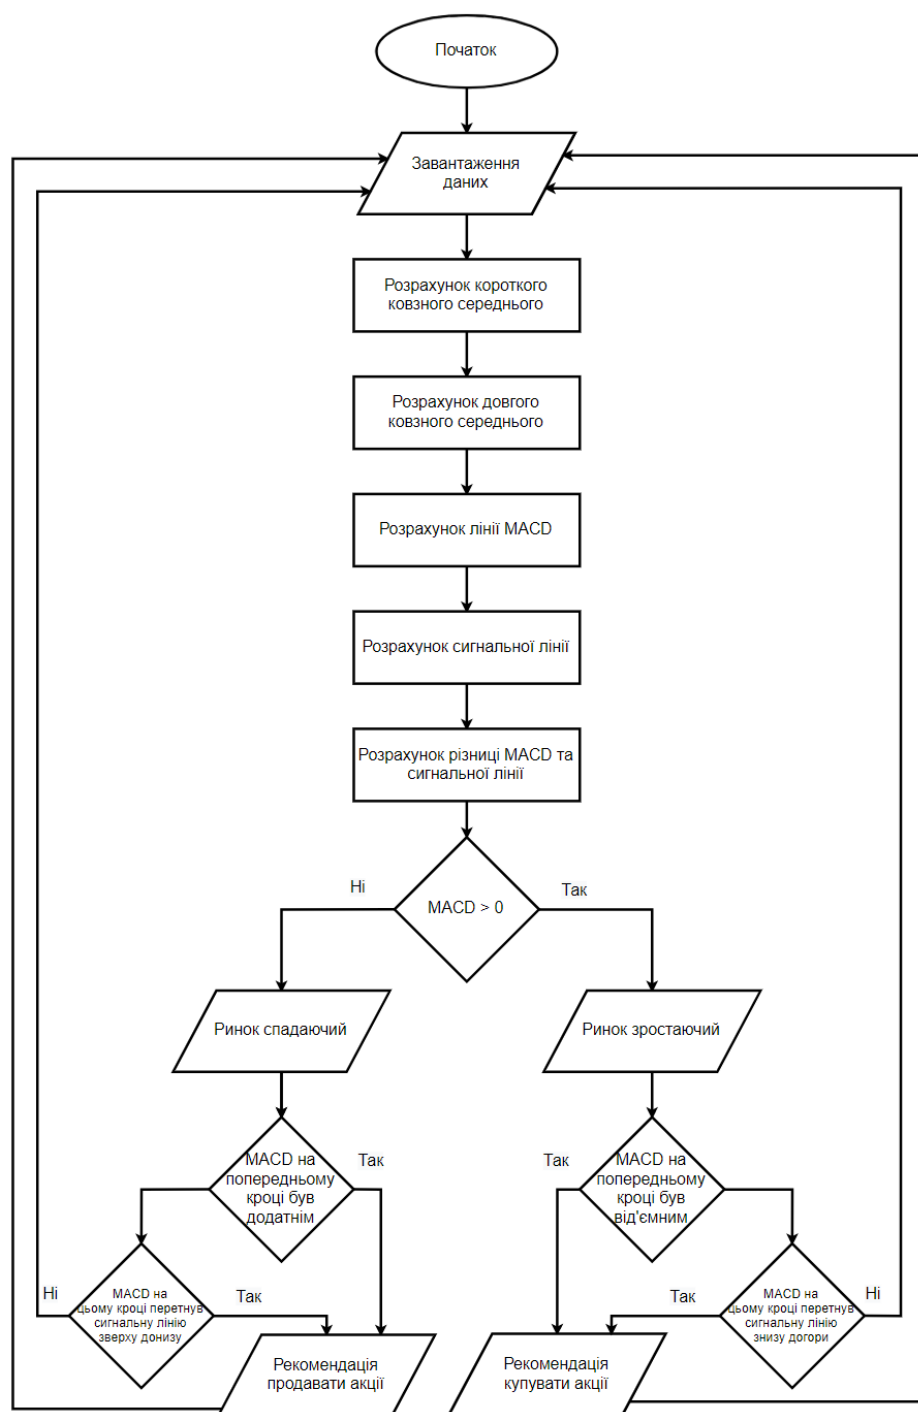 Початок
Завантаження
даних
Розрахунок короткого
ковзного середнього
Розрахунок довгого
ковзного середнього
Розрахунок лінії MACD
Розрахунок сигнальної лінії
Розрахунок різниці MACD та
сигнальної лінії
MACD > 0
Ні
Так
Ринок спадаючий
Ринок зростаючий
MACD на
попередньому
кроці був
додатнім
Так
Так
MACD на
попередньому
кроці був
від'ємним
Ні
MACD на
цьому кроці перетнув
сигнальну лінію
зверху донизу
Так
Так
MACD на
цьому кроці перетнув
сигнальну лінію
знизу догори
Ні
Рекомендація
продавати акції
Рекомендація
купувати акції